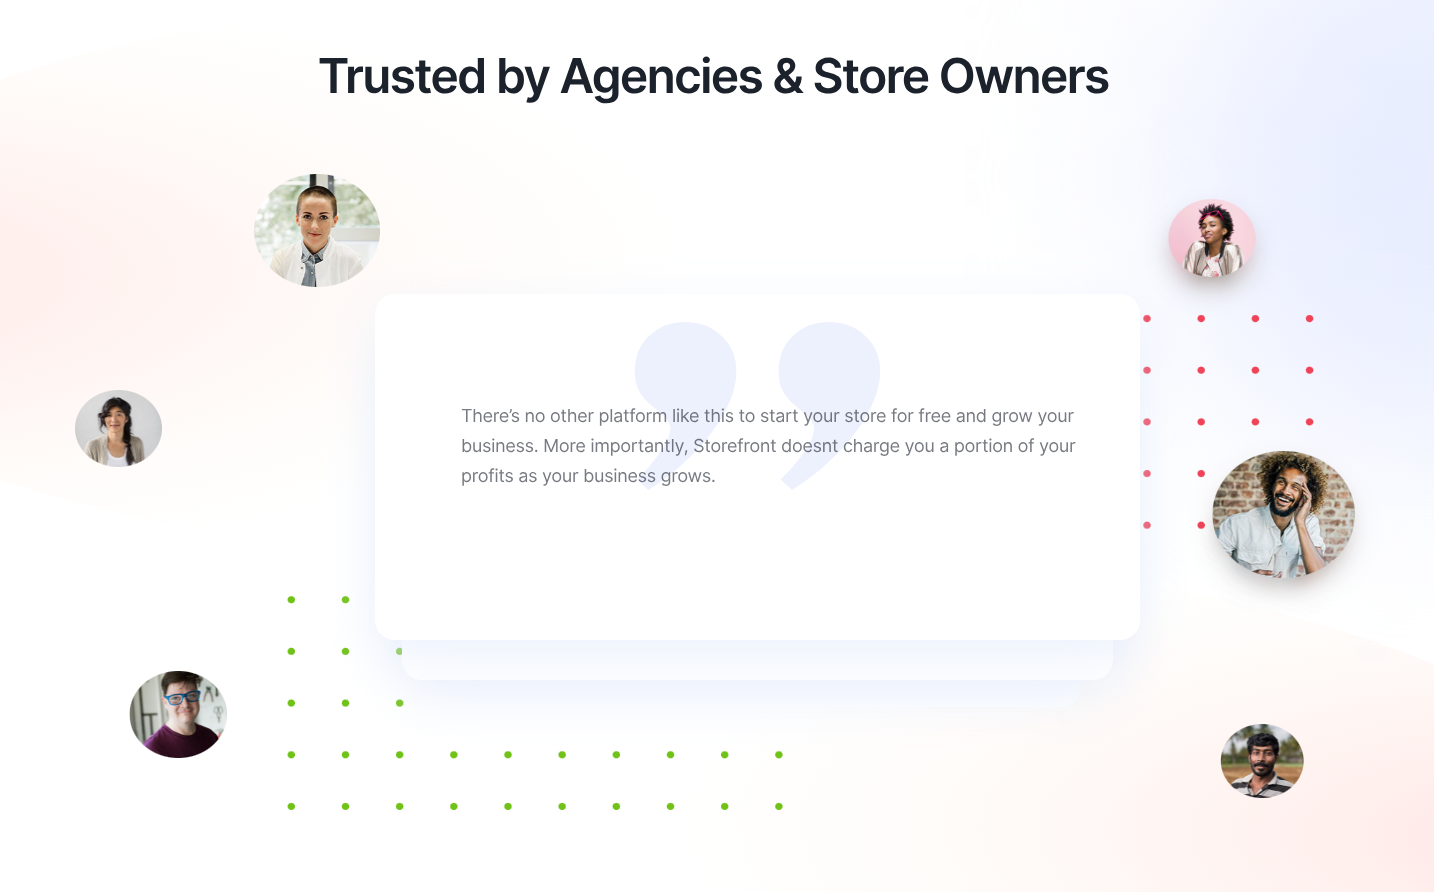 Trusted by Agencies & Store Owners
There’s no other platform like this to start your store for free and grow your
business. More importantly, Storefront doesnt charge you a portion of your
profits as your business grows.